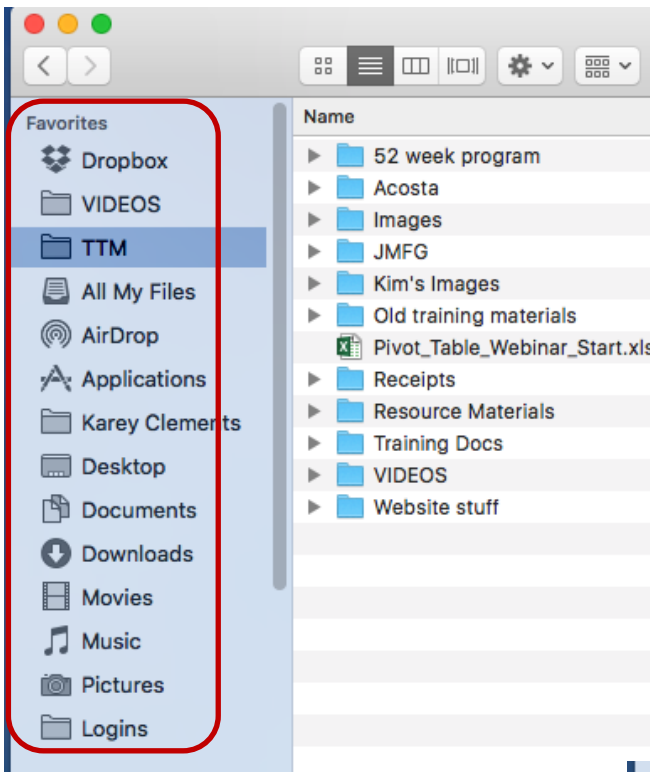 Favorites
Dropbox
VIDEOS
TTM
All My Files
AirDrop
Applications
Karey Clements
Desktop
Documents
Downloads
Movies
Music
Pictures
Logins
Name
52 week program
Acosta
Images
JMFG
Kim's Images
Old training materials
Pivot_Table_Webinar_Start.xls
Receipts
Resource Materials
Training Docs
VIDEOS
Website stuff